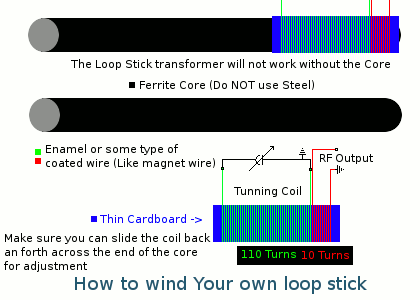 The Loop Stick transformer will not work without the Core
Ferrite Core (Do NOT use Steel)
Enamel or some type of
coated wire (Like magnet wire)
RF Output
Tunning Coil
Thin Cardboard ->
Make sure you can slide the coil back
an forth across the end of the core
for adjustment
110 Turns 10 Turns
How to wind Your own loop stick